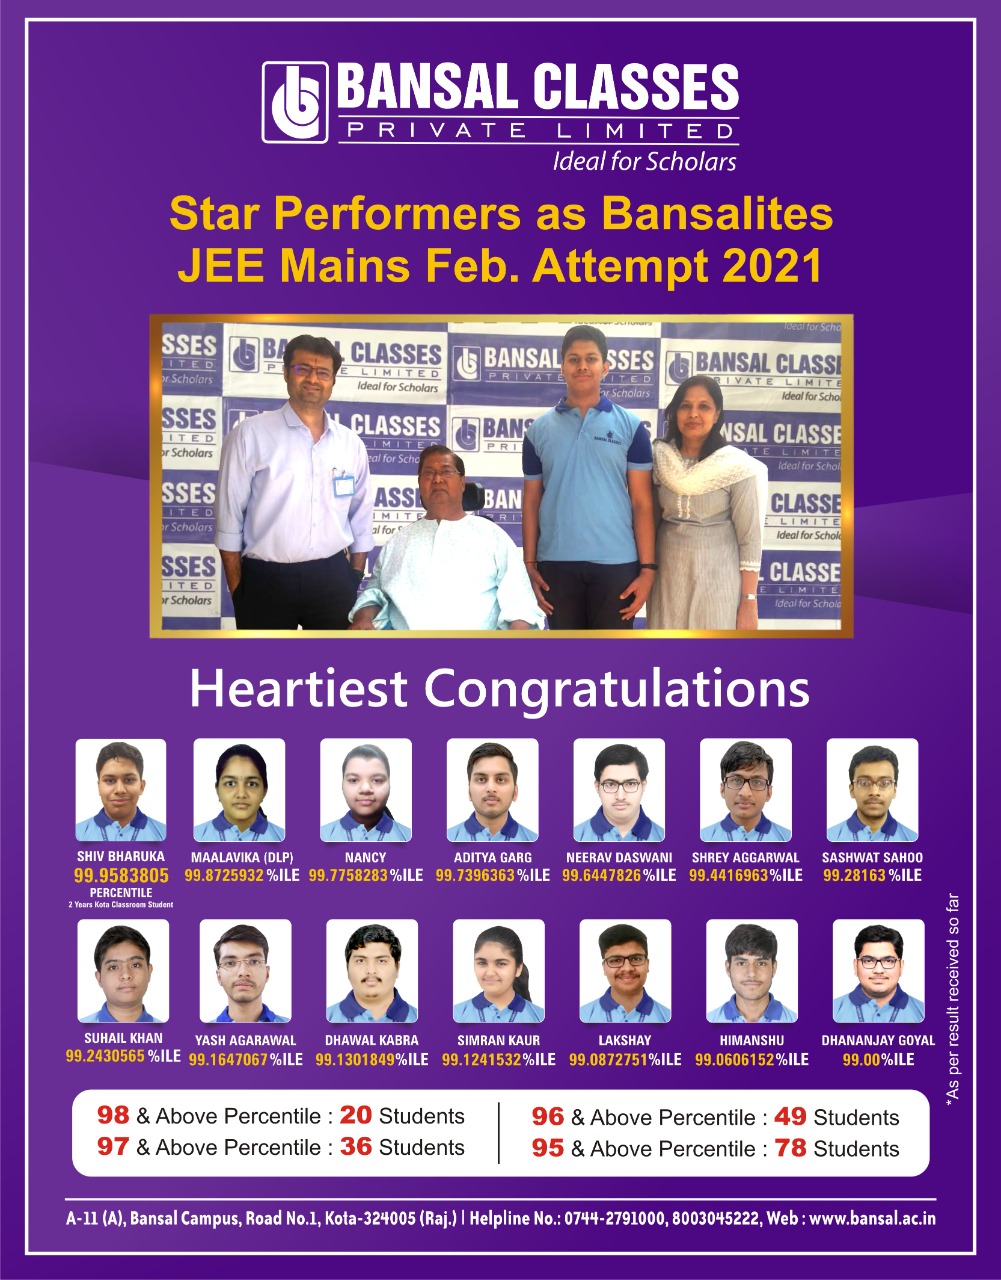 BANSAL CLASSES
PRIVATE LIMITED
Ideal for Scholars
Star Performers as Bansalites
JEE Mains Feb. Attempt 2021
Heartiest Congratulations
SHIV BHARUKA
99.9583805
PERCENTILE
2 Years Kota Classroom Student
MAALAVIKA (DLP)
99.8725932 %ILE
NANCY
99.7758283 %ILE
ADITYA GARG
99.7396363 %ILE
NEERAV DASWANI
99.6447826 %ILE
SHREY AGGARWAL
99.4416963 %ILE
SASHWAT SAHOO
99.28163 %ILE
SUHAIL KHAN
99.2430565 %ILE
YASH AGARAWAL
99.1647067 %ILE
DHAWAL KABRA
99.1301849 %ILE
SIMRAN KAUR
99.1241532 %ILE
LAKSHAY
99.0872751 %ILE
HIMANSHU
99.0606152 %ILE
DHANANJAY GOYAL
99.00 %ILE
*As per result received so far
98 & Above Percentile : 20 Students
97 & Above Percentile : 36 Students
96 & Above Percentile : 49 Students
95 & Above Percentile : 78 Students
A-11 (A), Bansal Campus, Road No.1, Kota-324005 (Raj.) | Helpline No.: 0744-2791000, 8003045222, Web : www.bansal.ac.in